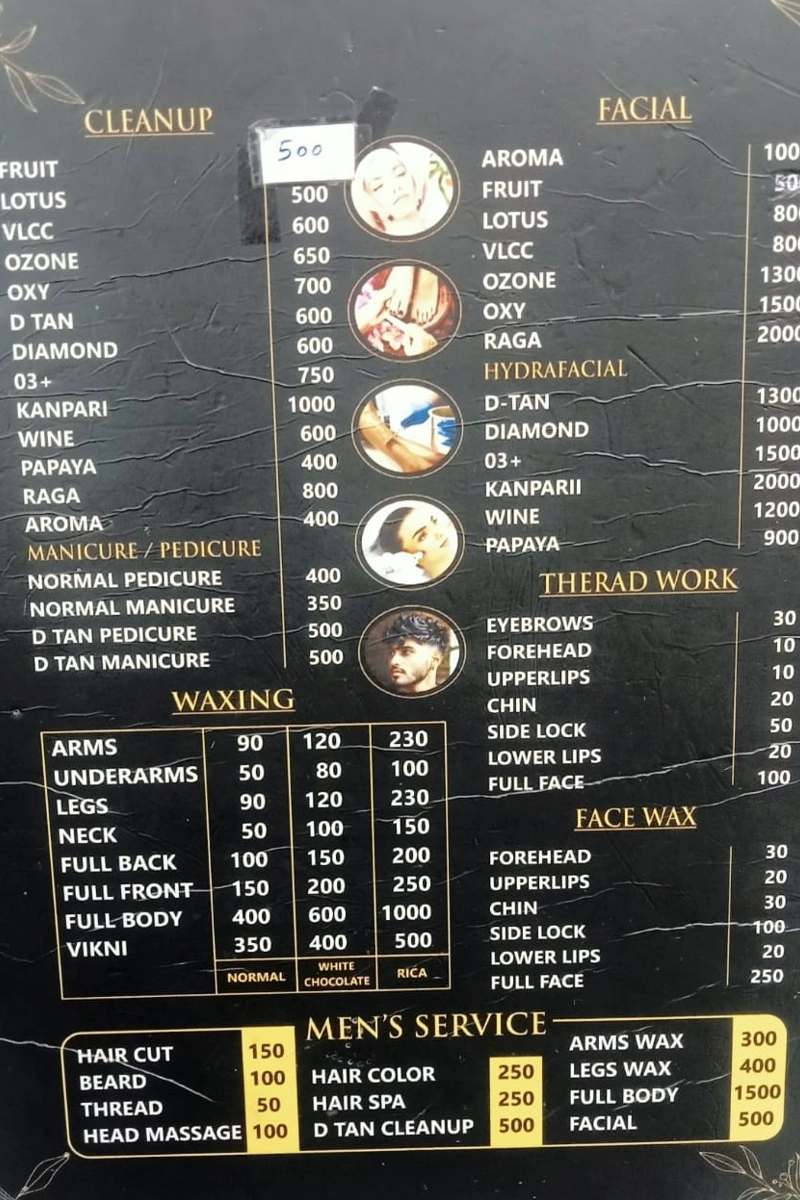 CLEANUP
500
FRUIT
LOTUS 500
VLCC 600
OZONE 650
OXY 700
D TAN 600
DIAMOND 600
03+ 750
KANPARI 1000
WINE 600
PAPAYA 400
RAGA 800
AROMA 400
MANICURE / PEDICURE
NORMAL PEDICURE 400
NORMAL MANICURE 350
D TAN PEDICURE 500
D TAN MANICURE 500
WAXING
ARMS 90 120 230
UNDERARMS 50 80 100
LEGS 90 120 230
NECK 50 100 150
FULL BACK 100 150 200
FULL FRONT 150 200 250
FULL BODY 400 600 1000
VIKNI 350 400 500
NORMAL WHITE CHOCOLATE RICA
FACIAL
AROMA
FRUIT
LOTUS 800
VLCC 800
OZONE 1300
OXY 1500
RAGA 2000
HYDRAFACIAL
D-TAN 1300
DIAMOND 1000
03+ 1500
KANPARII 2000
WINE 1200
PAPAYA 900
THERAD WORK
EYEBROWS 30
FOREHEAD 10
UPPERLIPS 10
CHIN 20
SIDE LOCK 50
LOWER LIPS 20
FULL FACE 100
FACE WAX
FOREHEAD 30
UPPERLIPS 20
CHIN 30
SIDE LOCK 100
LOWER LIPS 20
FULL FACE 250
MEN'S SERVICE
HAIR CUT 150
BEARD 100
THREAD 50
HEAD MASSAGE 100
HAIR COLOR 250
HAIR SPA 250
D TAN CLEANUP 500
ARMS WAX 300
LEGS WAX 400
FULL BODY 1500
FACIAL 500